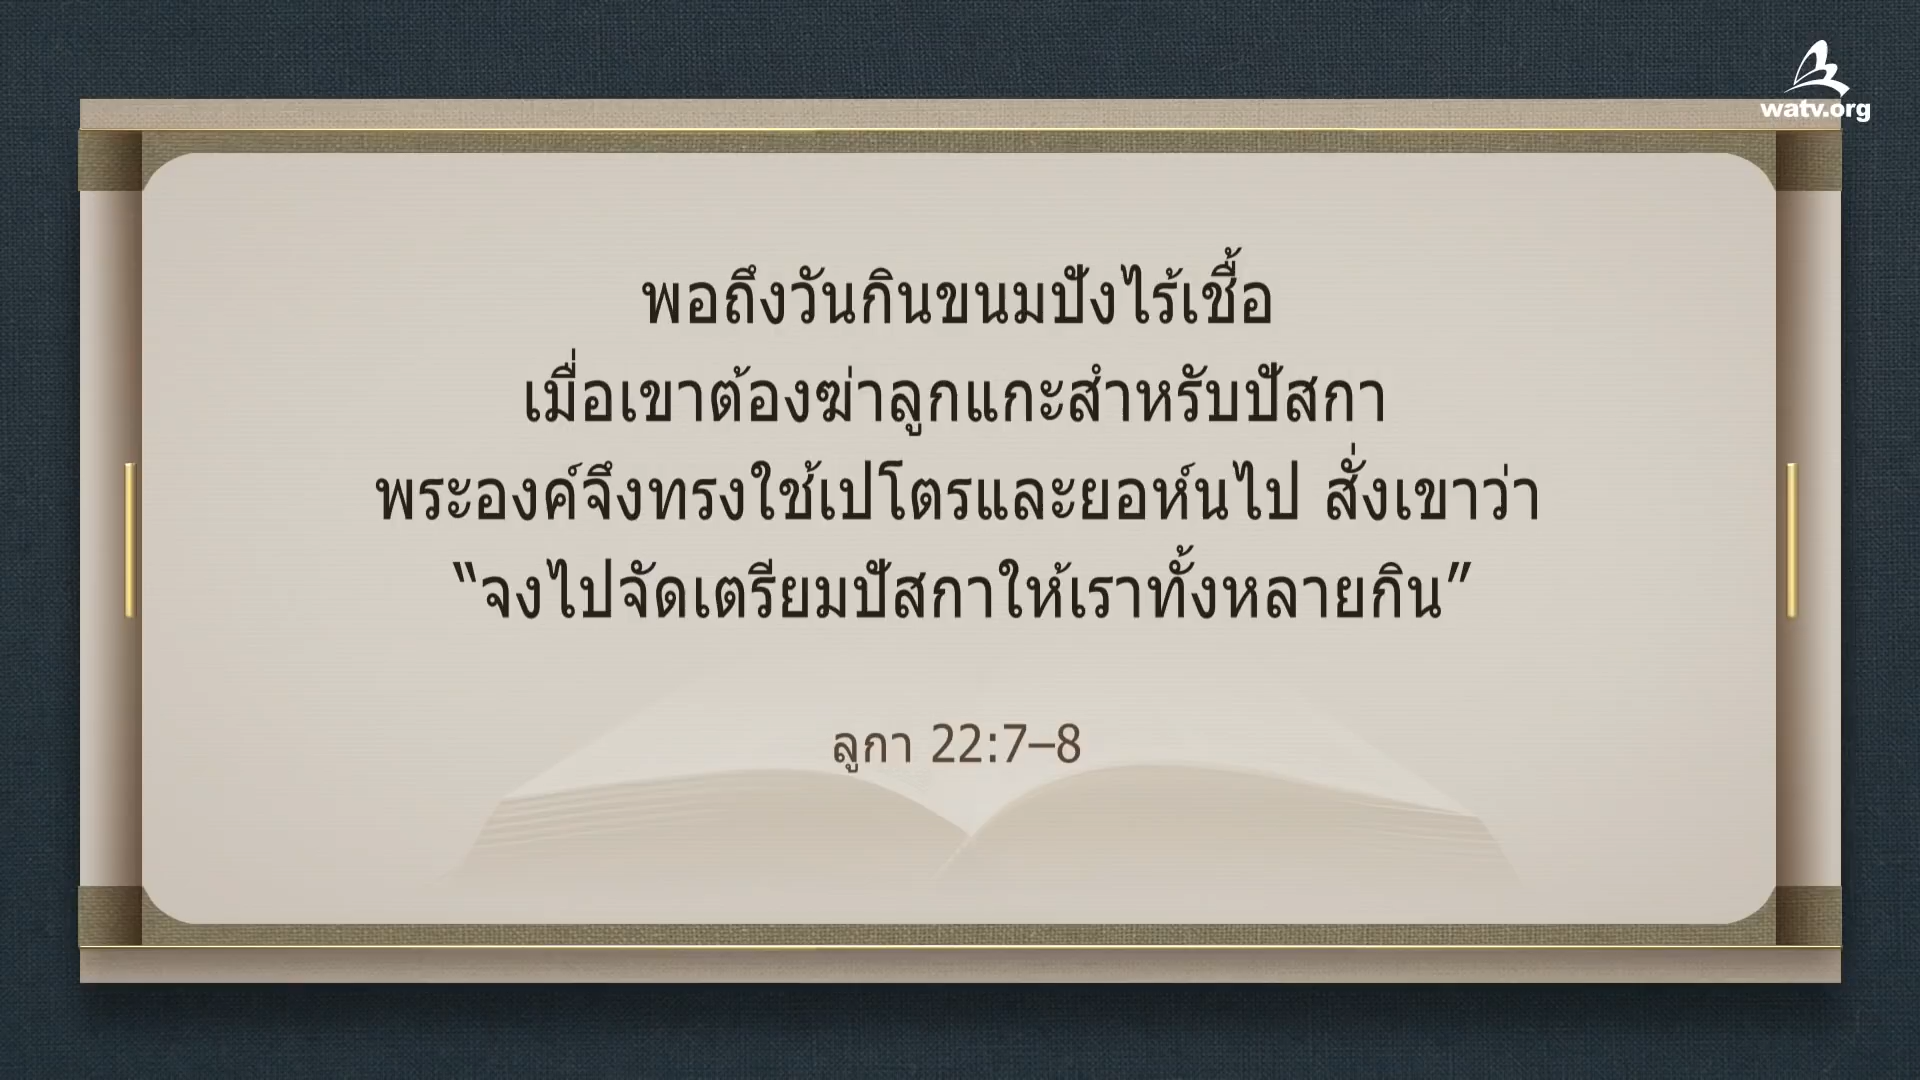 watv.org
พอถึงวันกินขนมปังไร้เชื้อ
เมื่อเขาต้องฆ่าลูกแกะสำหรับปัสกา
พระองค์จึงทรงใช้เปโตรและยอห์นไป สั่งเขาว่า
“จงไปจัดเตรียมปัสกาให้เราทั้งหลายกิน”
ลูกา 22:7–8